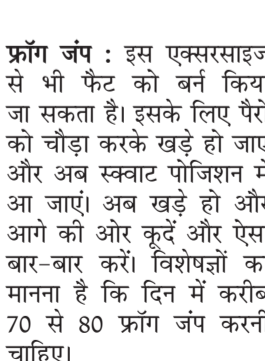 फ्रॉग जंप : इस एक्सरसाइज
से भी फैट को बर्न किया
जा सकता है। इसके लिए पैरों
को चौड़ा करके खड़े हो जाए
और अब स्क्वाट पोजिशन में
आ जाएं। अब खड़े हो और
आगे की ओर कूदें और ऐसा
बार-बार करें। विशेषज्ञों का
मानना है कि दिन में करीब
70 से 80 फ्रॉग जंप करनी
चाहिए।